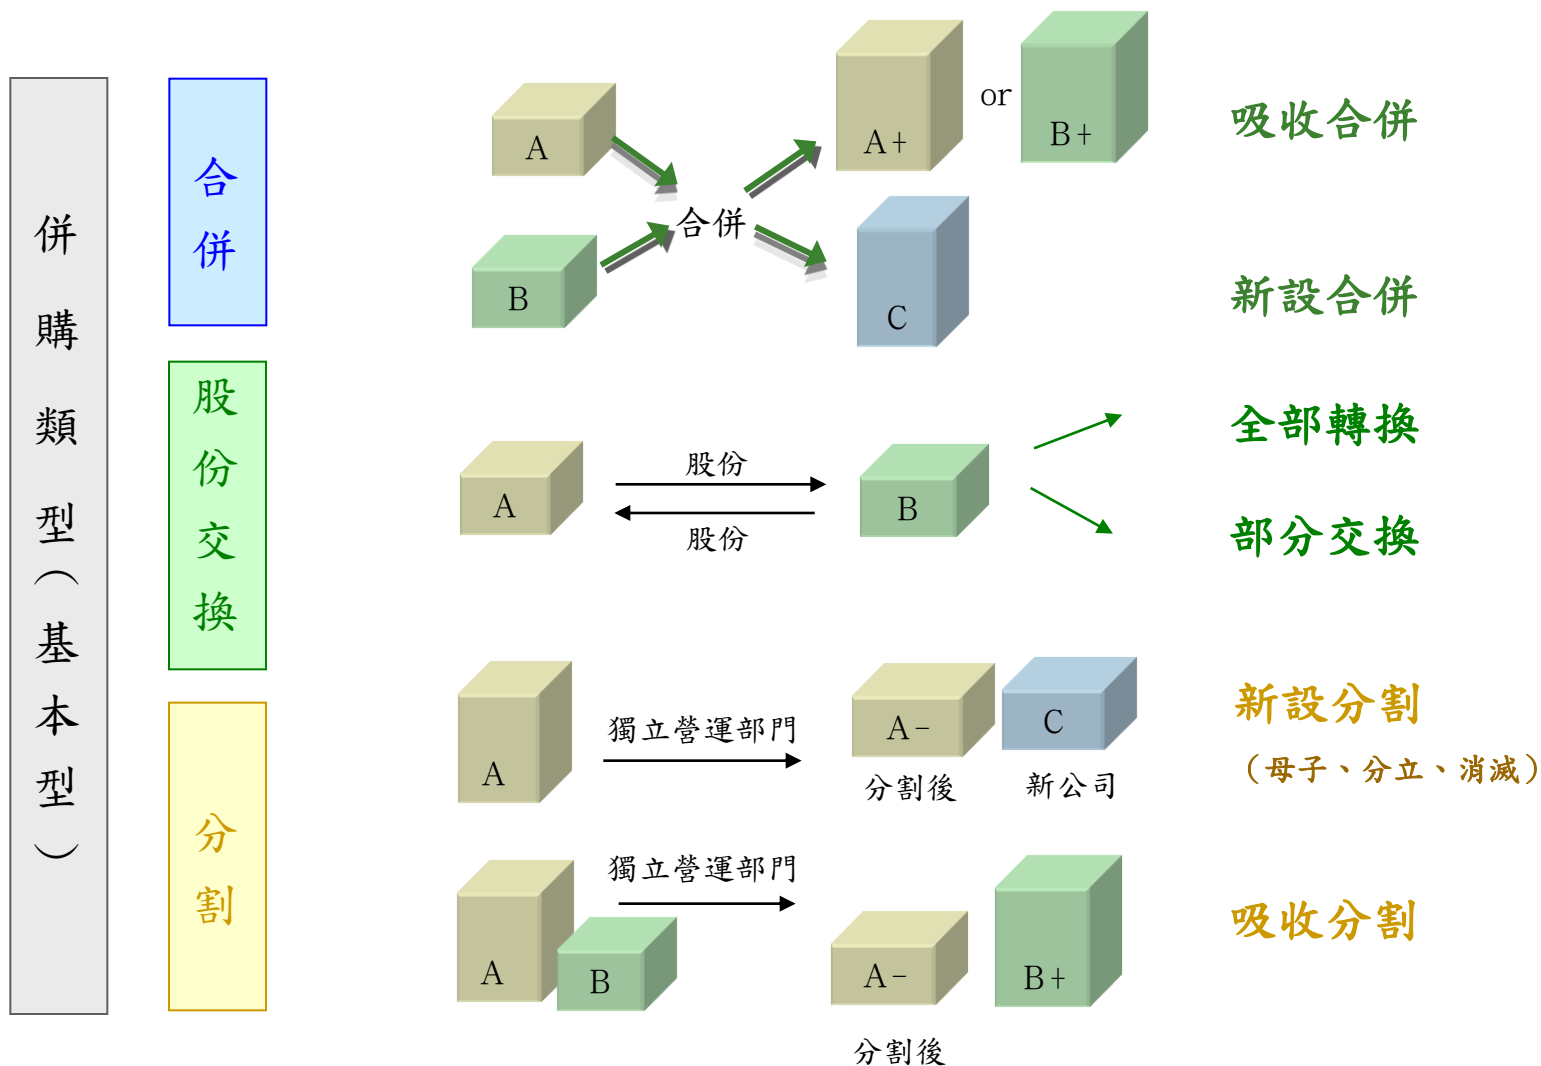 併購類型（基本型）
合併
A
B
合併
A+
or
B+
C
吸收合併
新設合併
股份交換
A
股份
股份
B
全部轉換
部分交換
分割
A
獨立營運部門
A-
分割後
C
新公司
新設分割
（母子、分立、消滅）
A
B
獨立營運部門
A-
分割後
B+
吸收分割